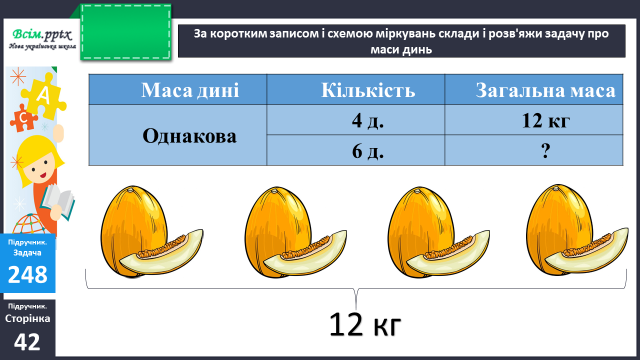 Всім.pptx
Нова українська школа
За коротким записом і схемою міркувань склади і розв'яжи задачу про
маси динь
Маса дині Кількість Загальна маса
Однакова
4 д. 12 кг
6 д. ?
А
С
Підручник.
Задача
248
Підручник.
Сторінка
42
12 кг